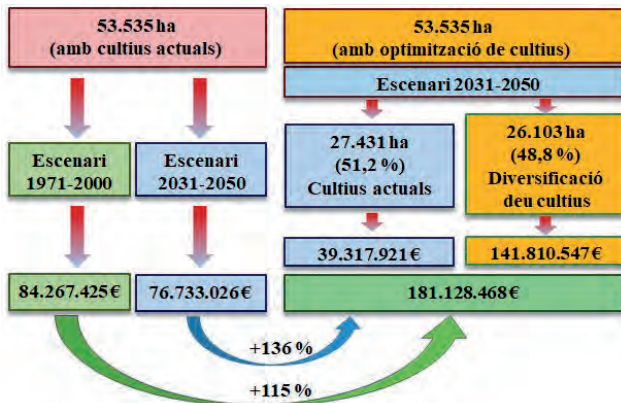 53.535 ha
(amb cultius actuals)
53.535 ha
(amb optimització de cultius)
Escenari 2031-2050
Escenari
1971-2000
Escenari
2031-2050
27.431 ha
(51,2 %)
Cultius actuals
26.103 ha
(48,8 %)
Diversificació
deu cultius
39.317.921 €
141.810.547 €
84.267.425 €
76.733.026 €
181.128.468 €
+136 %
+115 %